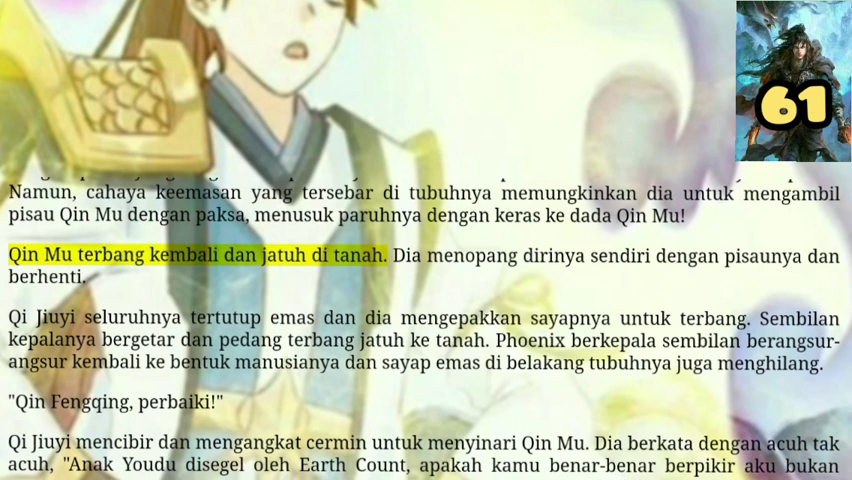 61
Namun, cahaya keemasan yang tersebar di tubuhnya memungkinkan dia untuk mengambil
pisau Qin Mu dengan paksa, menusuk paruhnya dengan keras ke dada Qin Mu!
Qin Mu terbang kembali dan jatuh di tanah. Dia menopang dirinya sendiri dengan pisaunya dan
berhenti.
Qi Jiuyi seluruhnya tertutup emas dan dia mengepakkan sayapnya untuk terbang. Sembilan
kepalanya bergetar dan pedang terbang jatuh ke tanah. Phoenix berkepala sembilan berangsur-
angsur kembali ke bentuk manusianya dan sayap emas di belakang tubuhnya juga menghilang.
"Qin Fengqing, perbaiki!"
Qi Jiuyi mencibir dan mengangkat cermin untuk menyinari Qin Mu. Dia berkata dengan acuh tak
acuh, "Anak Youdu disegel oleh Earth Count, apakah kamu benar-benar berpikir aku bukan